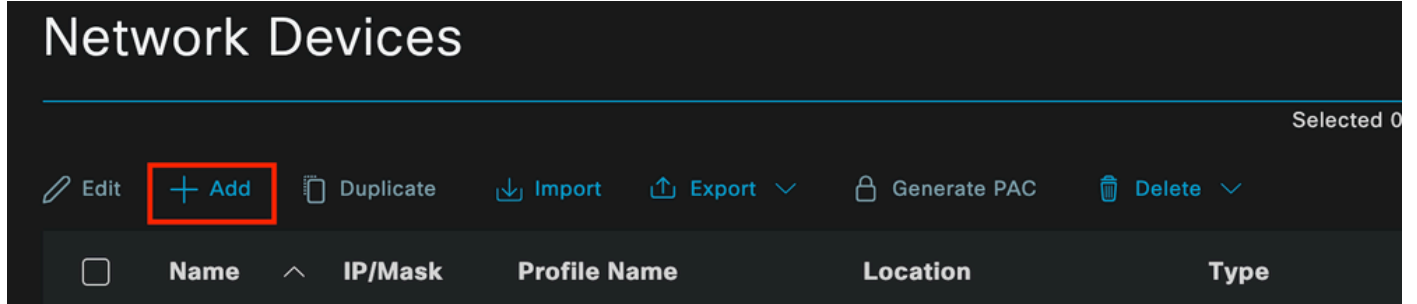 Network Devices
Selected 0
Edit Add Duplicate Import Export Generate PAC Delete
Name IP/Mask Profile Name Location Type